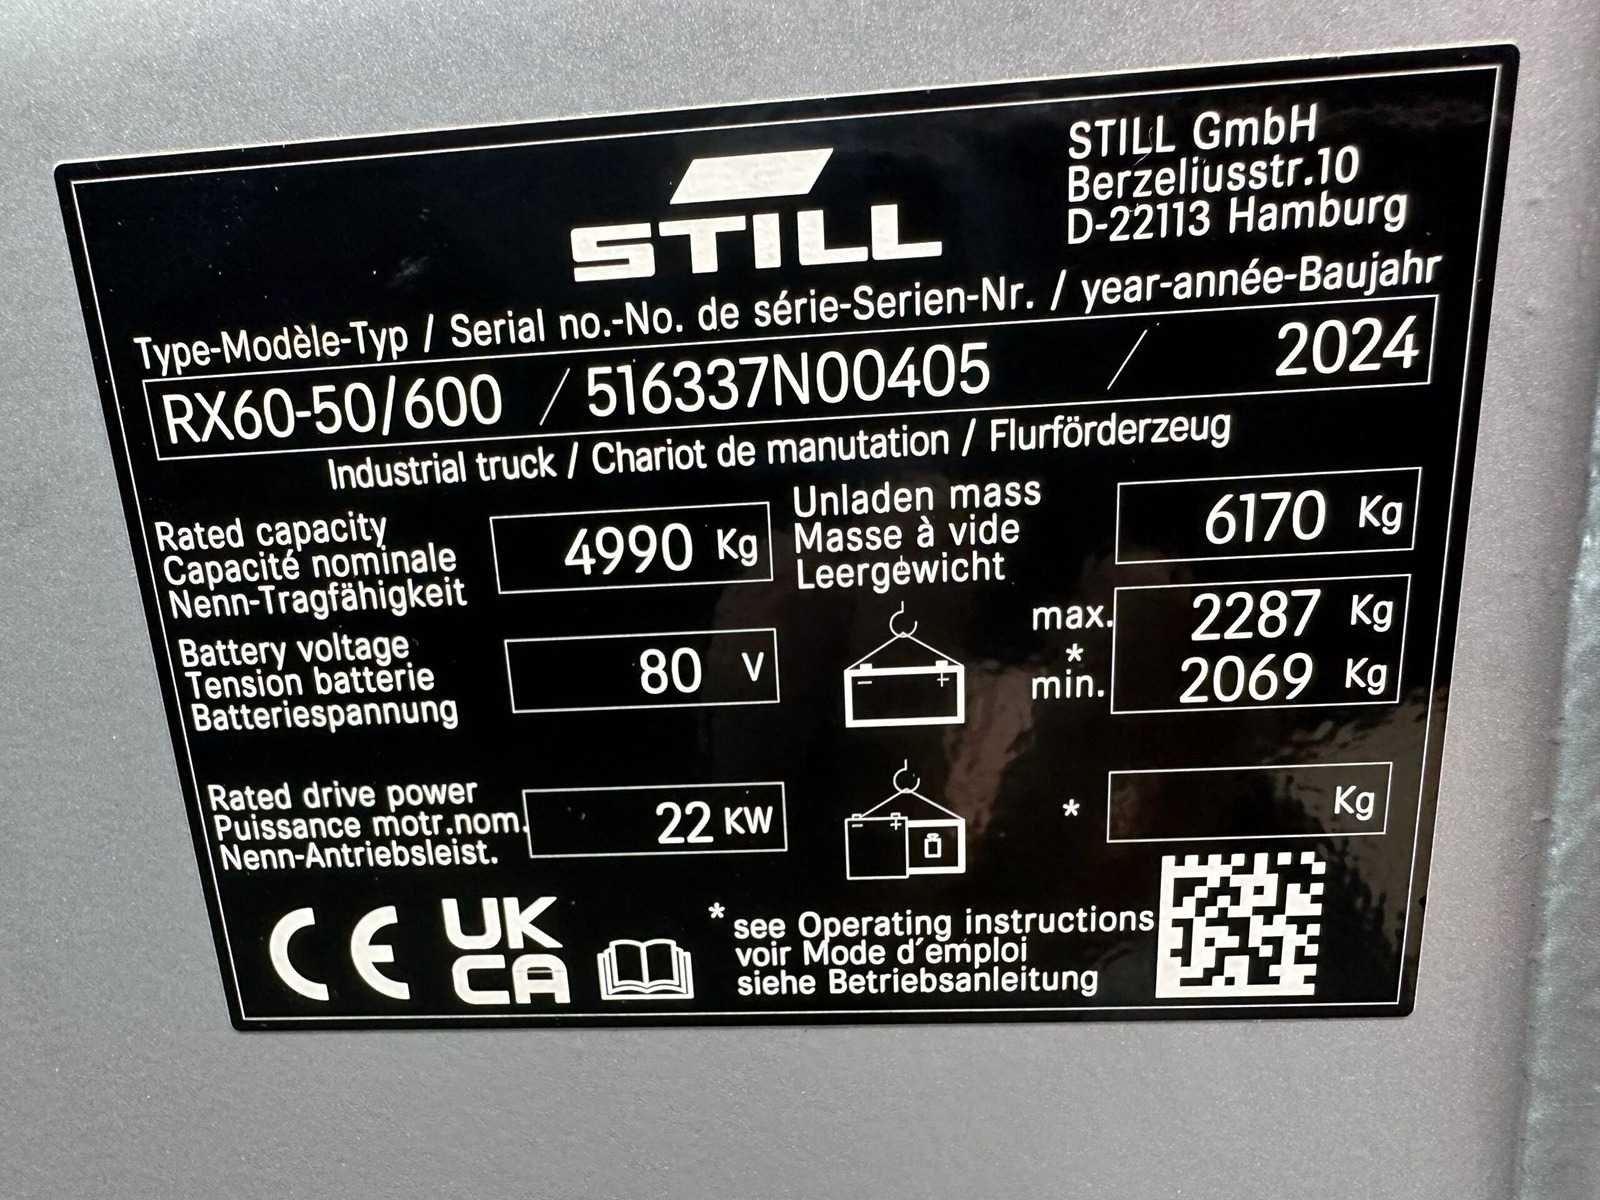 STILL
STILL GmbH
Berzeliusstr.10
D-22113 Hamburg
Type-Modèle-Typ / Serial no.-No. de série-Serien-Nr. / year-année-Baujahr
RX60-50/600 / 516337N00405 / 2024
Industrial truck / Chariot de manutation / Flurförderzeug
Rated capacity
Capacité nominale
Nenn-Tragfähigkeit
4990 Kg
Unladen mass
Masse à vide
Leergewicht
6170 Kg
Battery voltage
Tension batterie
Batteriespannung
80 V
- +
max. 2287 Kg
*
min. 2069 Kg
Rated drive power
Puissance motr.nom.
Nenn-Antriebsleist.
22 KW
- +
* Kg
CE
UK
CA
* see Operating instructions
voir Mode d'emploi
siehe Betriebsanleitung